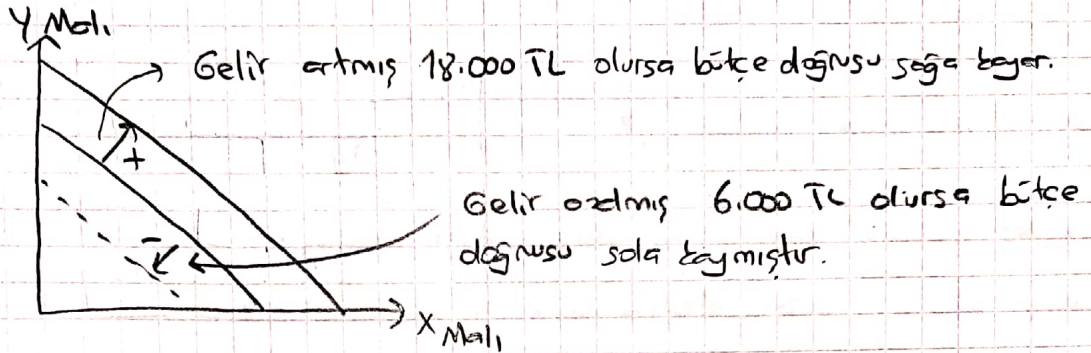 Y Malı
Gelir artmış 18.000 TL olursa bütçe doğrusu sağa kayar.
+
Gelir azalmış 6.000 TL olursa bütçe
doğrusu sola kaymıştır.
-
X Malı